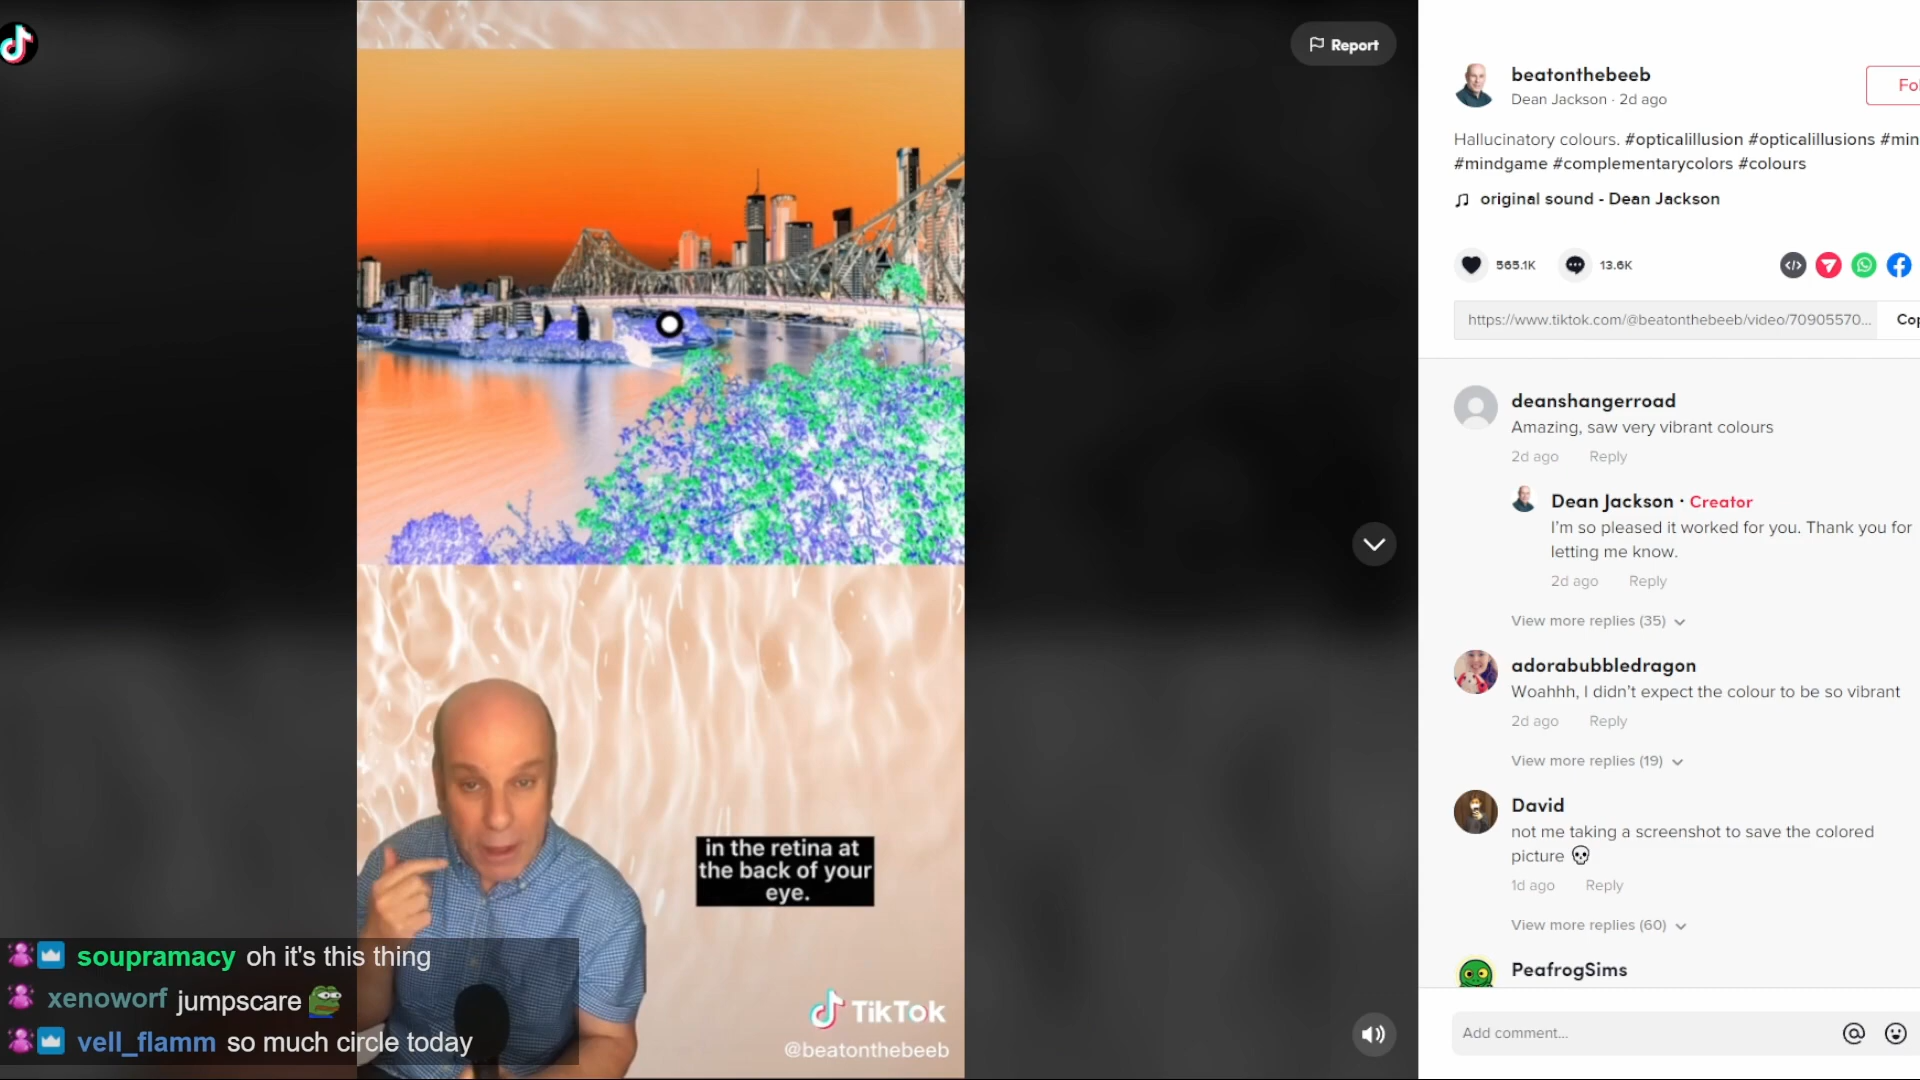 Report
in the retina at
the back of your
eye.
TikTok
@beatonthebeeb
soupramacy oh it's this thing
xenoworf jumpscare
vell_flamm so much circle today
beatonthebeeb
Dean Jackson · 2d ago
Hallucinatory colours. #opticalillusion #opticalillusions #min
#mindgame #complementarycolors #colours
original sound - Dean Jackson
565.1K
13.6K
https://www.tiktok.com/@beatonthebeeb/video/70905570...
deanshangerroad
Amazing, saw very vibrant colours
2d ago Reply
Dean Jackson · Creator
I'm so pleased it worked for you. Thank you for
letting me know.
2d ago Reply
View more replies (35)
adorabubbledragon
Woahhh, I didn't expect the colour to be so vibrant
2d ago Reply
View more replies (19)
David
not me taking a screenshot to save the colored
picture 💀
1d ago Reply
View more replies (60)
PeafrogSims
Add comment...